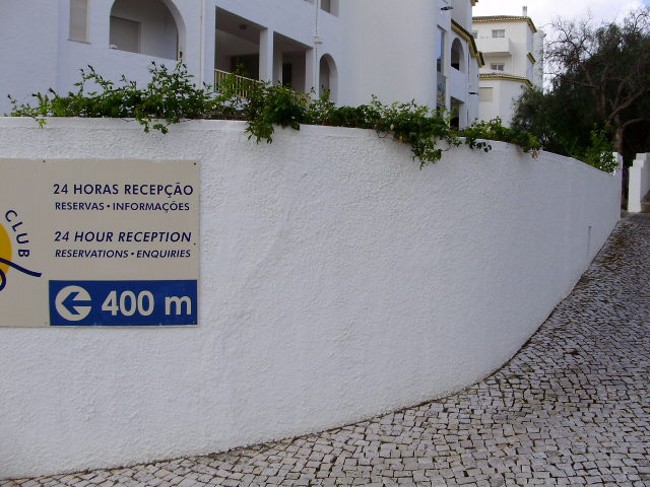 CLUB
24 HORAS RECEPÇÃO
RESERVAS • INFORMAÇÕES
24 HOUR RECEPTION
RESERVATIONS • ENQUIRIES
400 m